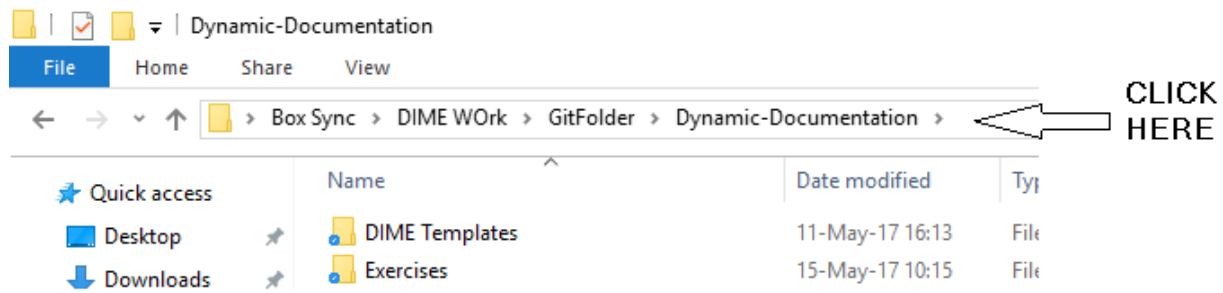 Dynamic-Documentation
File Home Share View
Box Sync > DIME WOrk > GitFolder > Dynamic-Documentation >
CLICK
HERE
Name Date modified
Quick access
Desktop
Downloads
DIME Templates 11-May-17 16:13
Exercises 15-May-17 10:15